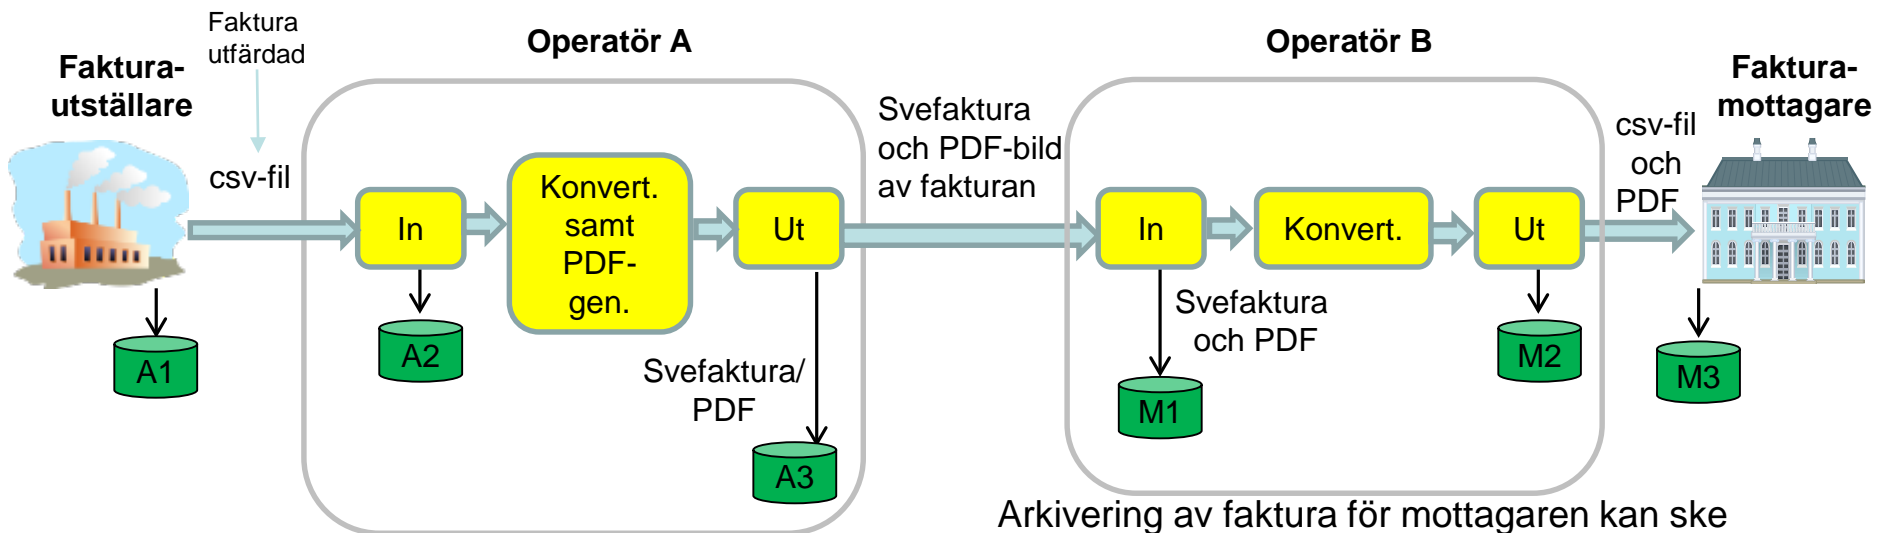 Faktura
utfärdad
Operatör A
Operatör B
Faktura-
utställare
Faktura-
mottagare
csv-fil
Svefaktura
och PDF-bild
av fakturan
csv-fil
och
PDF
In
Konvert.
samt
PDF-
gen.
Ut
In
Konvert.
Ut
Svefaktura
och PDF
Svefaktura/
PDF
A1
A2
A3
M1
M2
M3
Arkivering av faktura för mottagaren kan ske